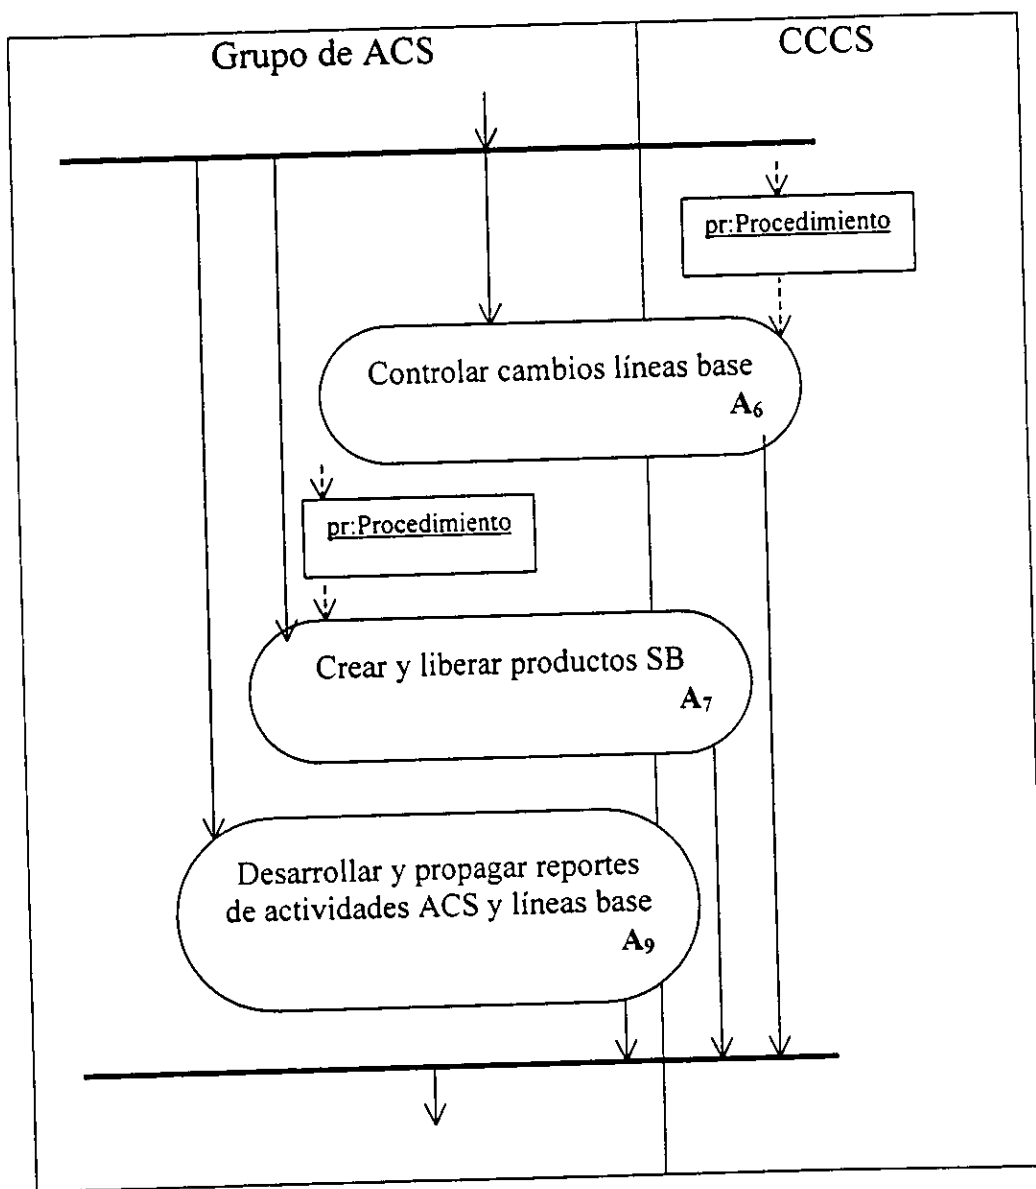 Grupo de ACS
CCCS
pr:Procedimiento
Controlar cambios líneas base
A₆
pr:Procedimiento
Crear y liberar productos SB
A₇
Desarrollar y propagar reportes
de actividades ACS y líneas base
A₉